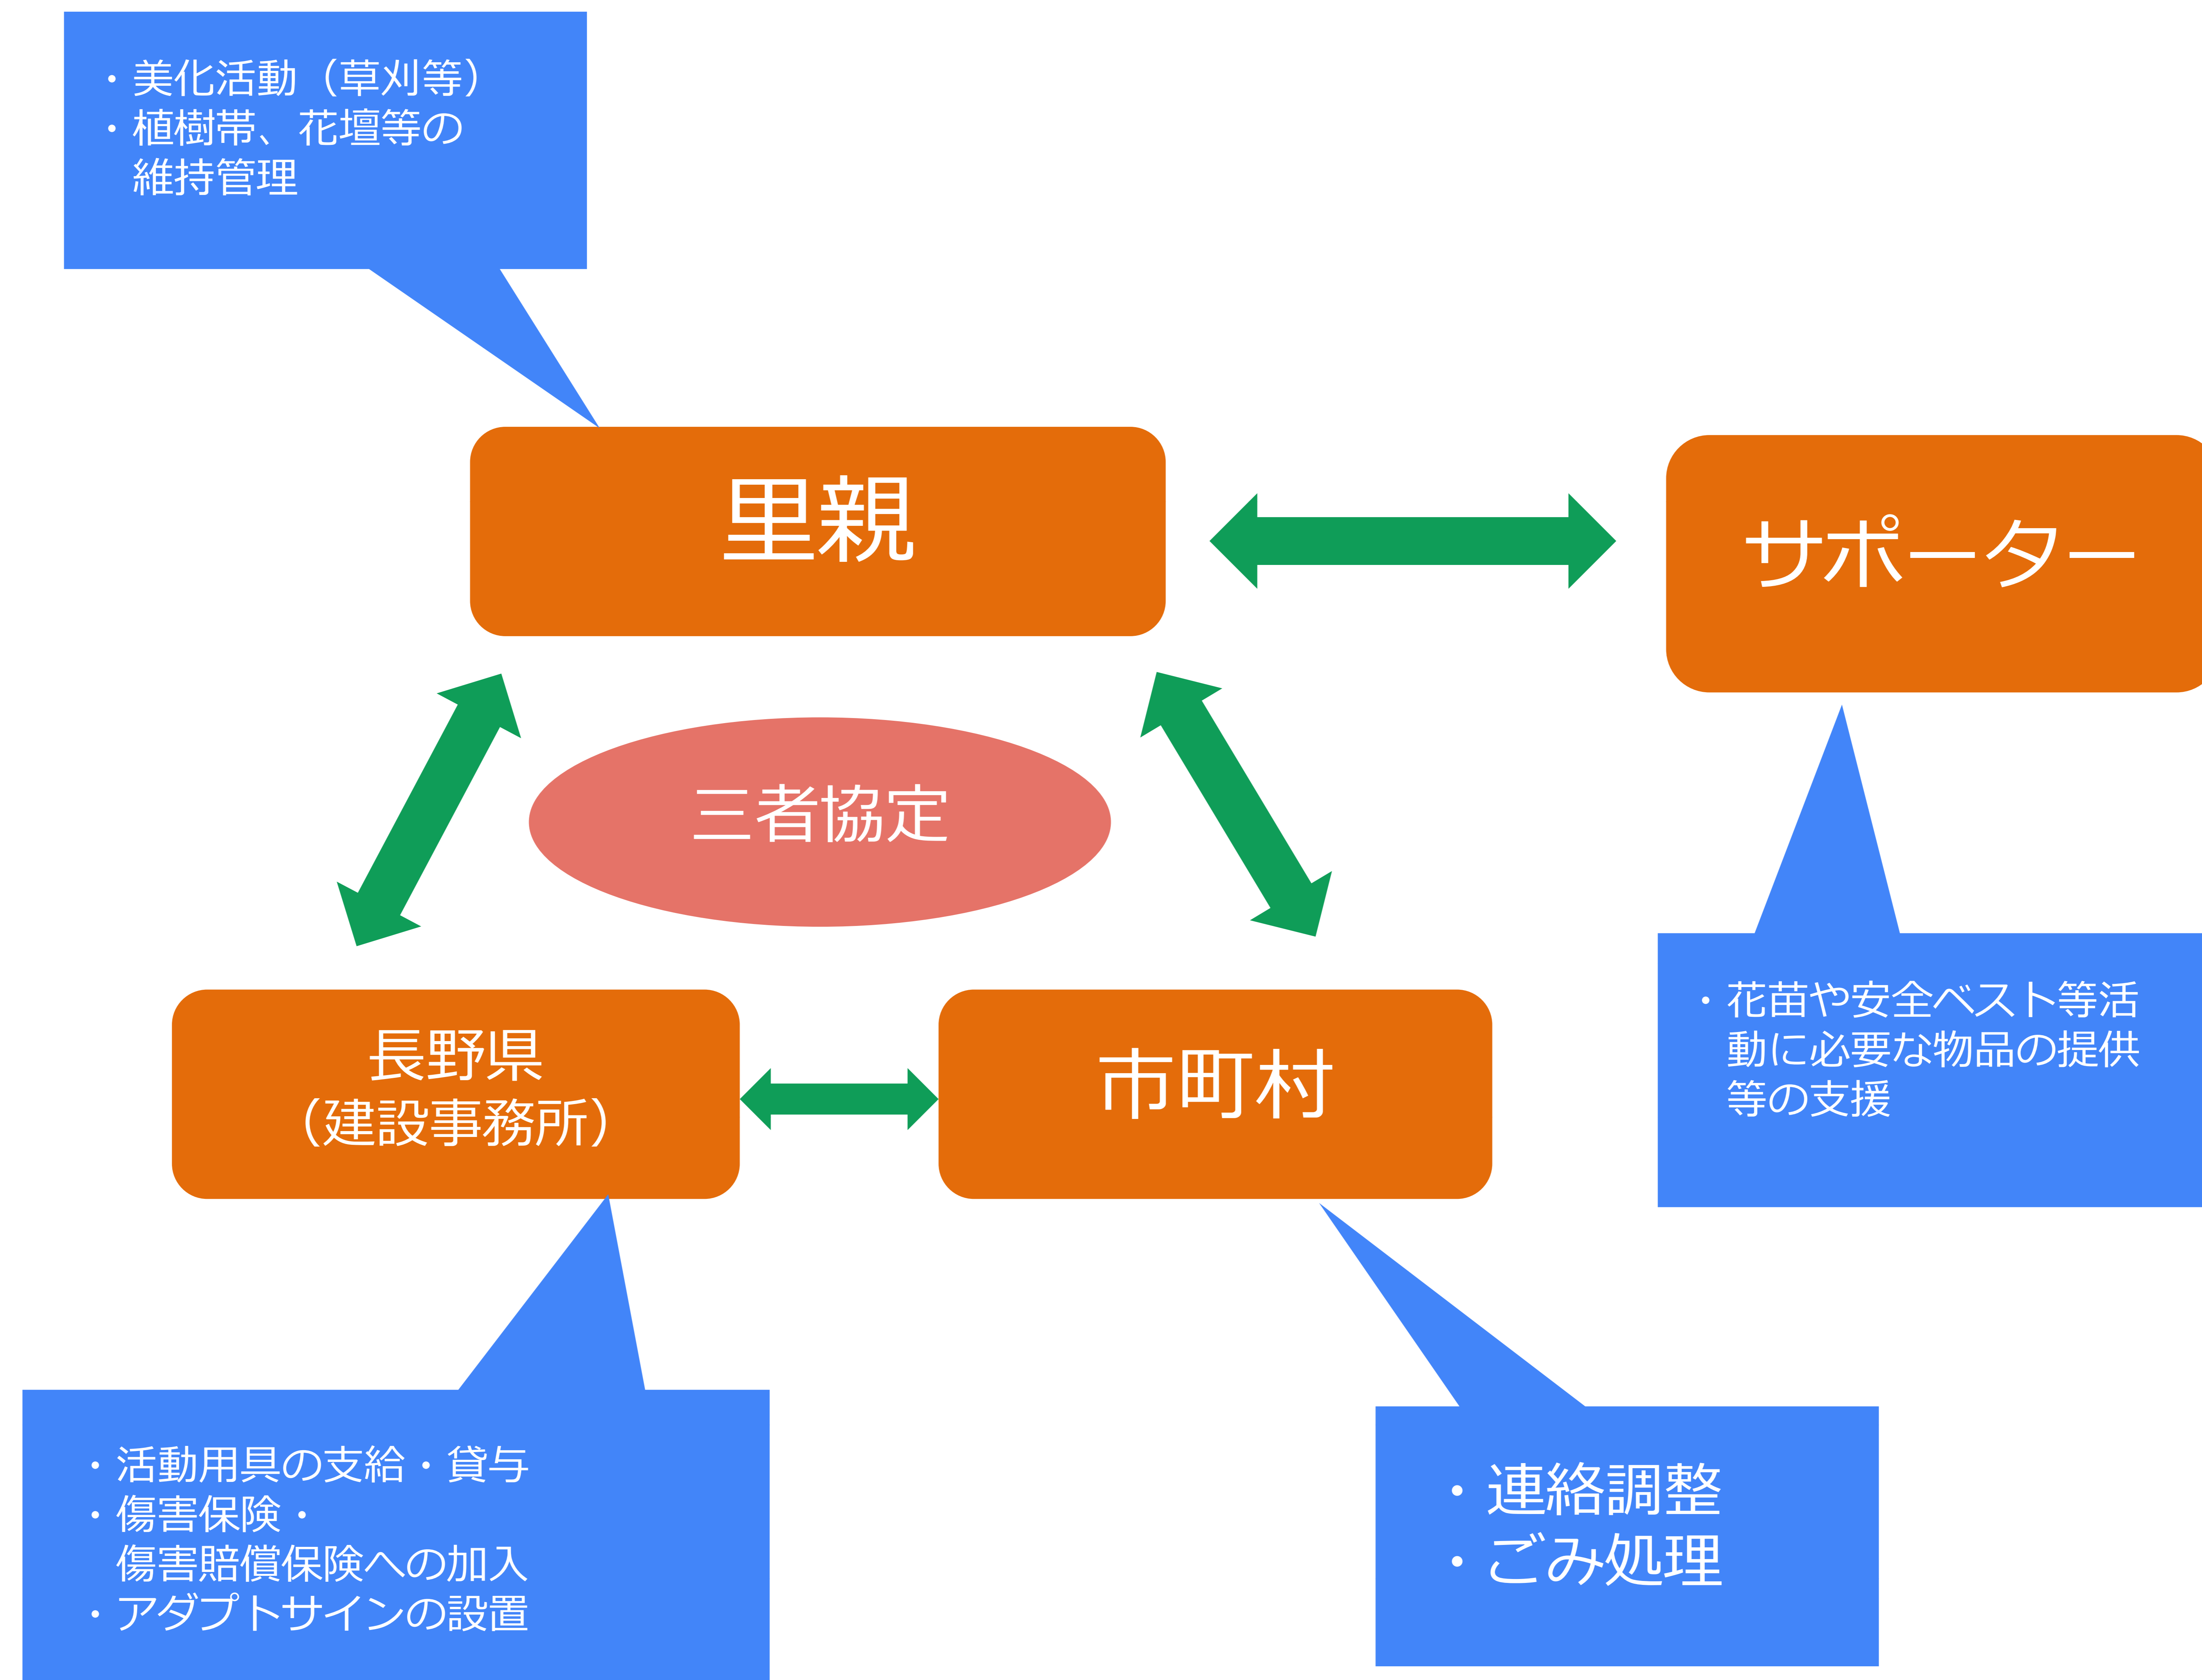 ・美化活動（草刈等）
・植樹帯、花壇等の
維持管理
里親
サポーター
三者協定
長野県
（建設事務所）
市町村
・花苗や安全ベスト等活
動に必要な物品の提供
等の支援
・活動用具の支給・貸与
・傷害保険・
傷害賠償保険への加入
・アダプトサインの設置
・連絡調整
・ごみ処理